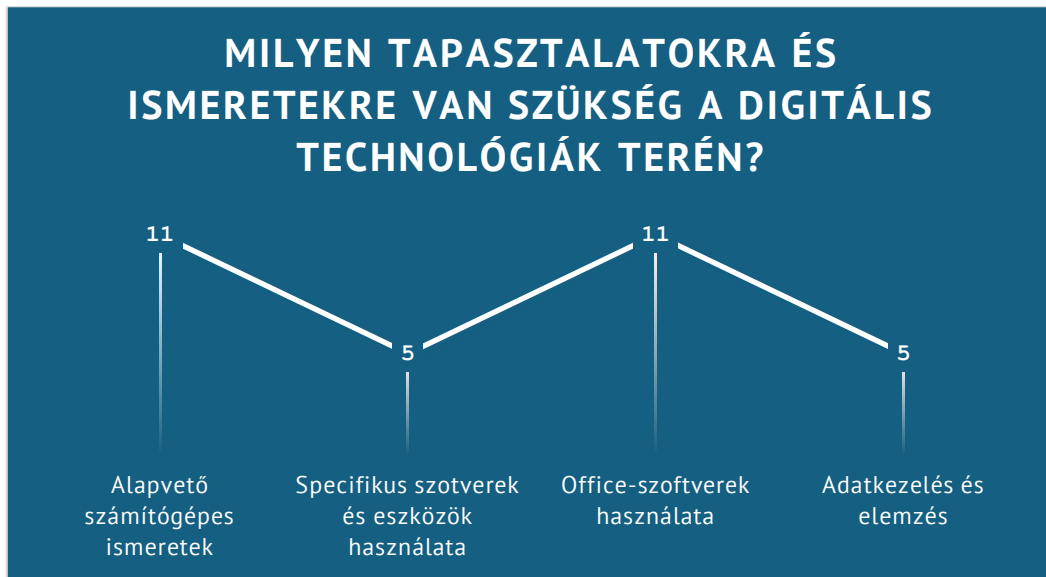 MILYEN TAPASZTALATOKRA ÉS
ISMERETEKRE VAN SZÜKSÉG A DIGITÁLIS
TECHNOLÓGIÁK TERÉN?
11
11
5
5
Alapvető
számítógépes
ismeretek
Specifikus szotverek
és eszközök
használata
Office-szoftverek
használata
Adatkezelés és
elemzés